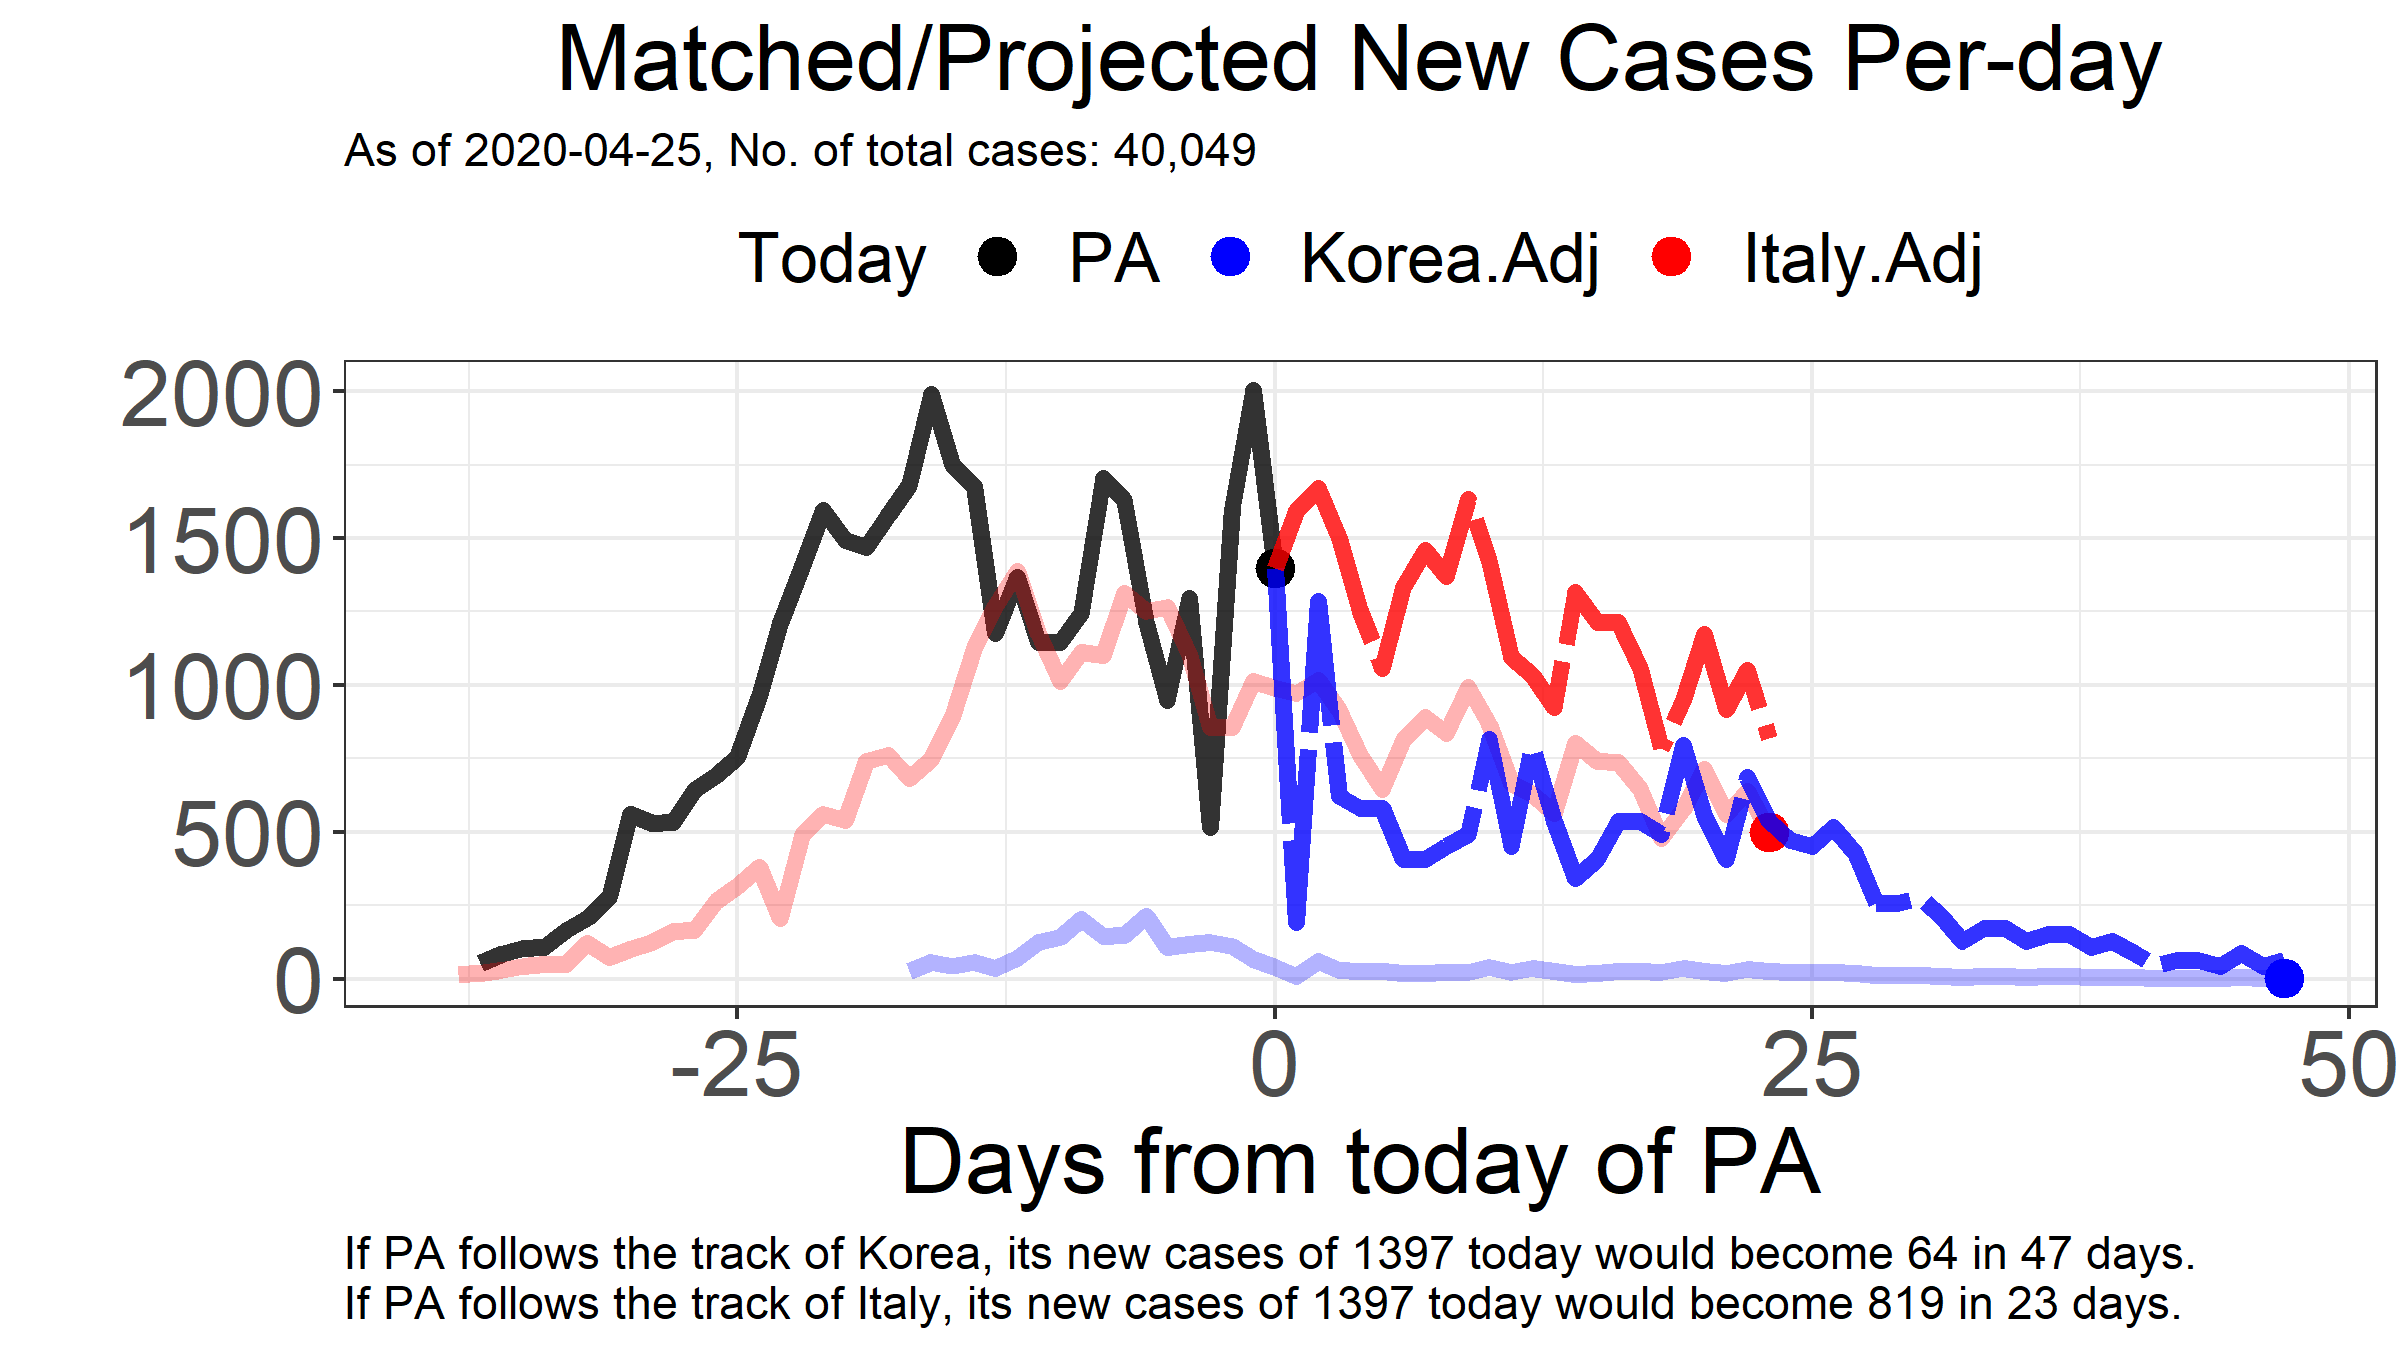 Matched/Projected New Cases Per-day
As of 2020-04-25, No. of total cases: 40,049
Today PA Korea.Adj Italy.Adj
2000
1500
1000
500
0
-25 0 25 50
Days from today of PA
If PA follows the track of Korea, its new cases of 1397 today would become 64 in 47 days.
If PA follows the track of Italy, its new cases of 1397 today would become 819 in 23 days.